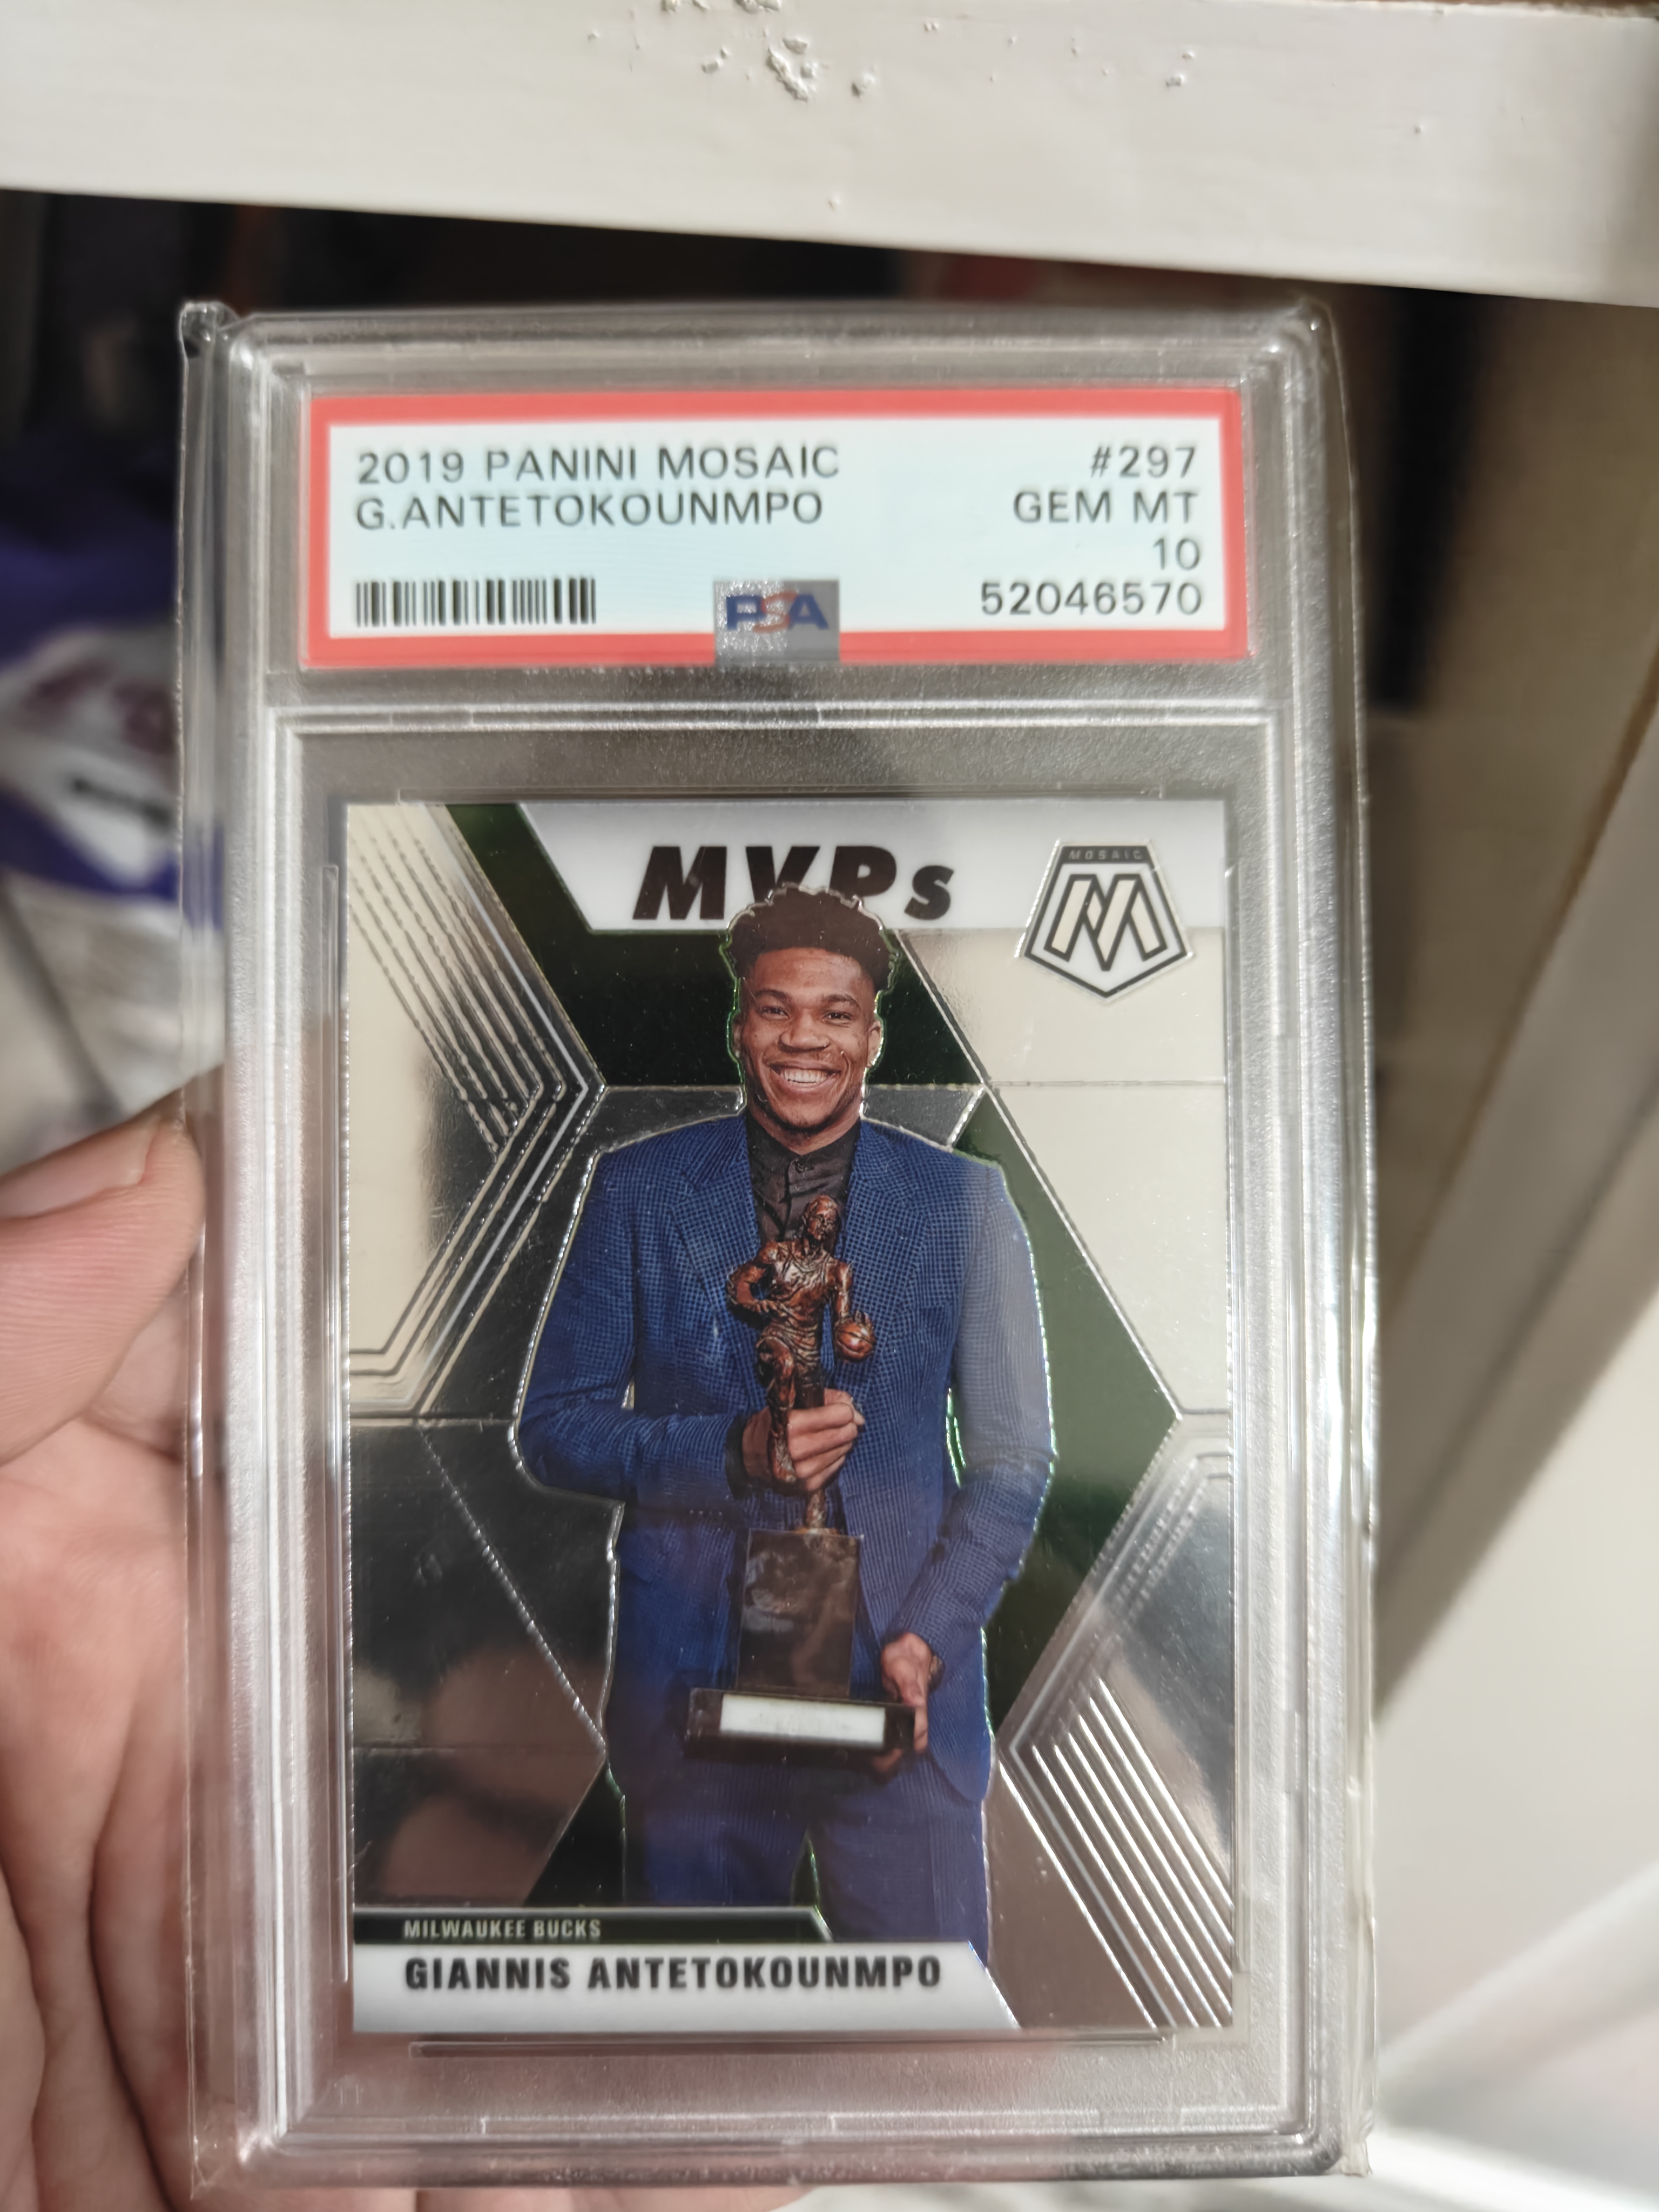 2019 PANINI MOSAIC #297
G.ANTETOKOUNMPO GEM MT
10
PSA 52046570
MVPs
MOSAIC
M
MILWAUKEE BUCKS
GIANNIS ANTETOKOUNMPO